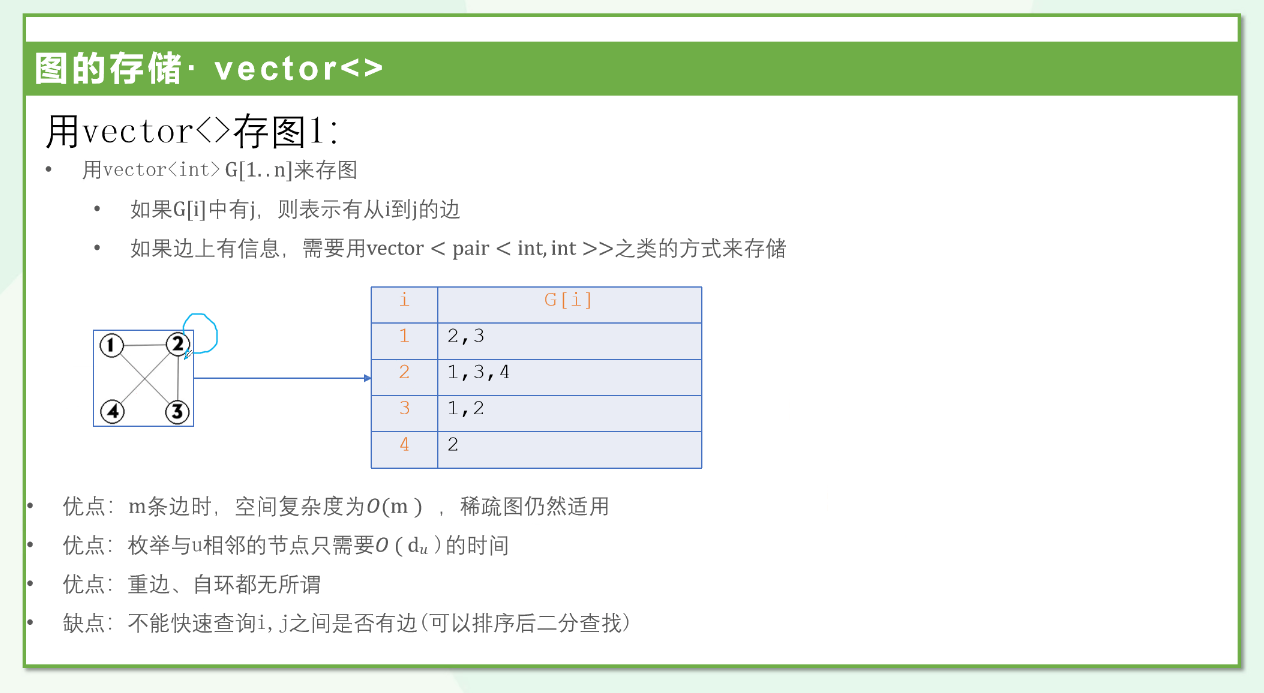 图的存储· vector<>
用vector<>存图1:
• 用vector<int> G[1..n]来存图
• 如果G[i]中有j, 则表示有从i到j的边
• 如果边上有信息, 需要用vector < pair < int, int >>之类的方式来存储
i G[i]
1 2,3
2 1,3,4
3 1,2
4 2
1 2
4 3
• 优点: m条边时, 空间复杂度为O(m) , 稀疏图仍然适用
• 优点: 枚举与u相邻的节点只需要O(dᵤ)的时间
• 优点: 重边、自环都无所谓
• 缺点: 不能快速查询i,j之间是否有边(可以排序后二分查找)